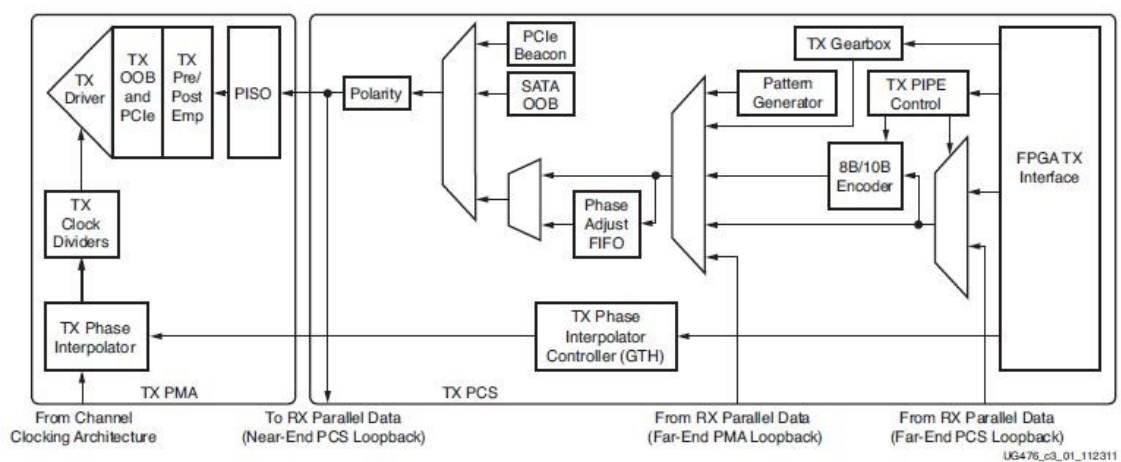 TX
Driver
TX
OOB
and
PCIe
TX
Pre/
Post
Emp
PISO
Polarity
PCIe
Beacon
SATA
OOB
TX Gearbox
Pattern
Generator
TX PIPE
Control
8B/10B
Encoder
FPGA TX
Interface
TX
Clock
Dividers
Phase
Adjust
FIFO
TX Phase
Interpolator
TX Phase
Interpolator
Controller (GTH)
TX PMA
TX PCS
From Channel
Clocking Architecture
To RX Parallel Data
(Near-End PCS Loopback)
From RX Parallel Data
(Far-End PMA Loopback)
From RX Parallel Data
(Far-End PCS Loopback)
UG476_c3_01_112311